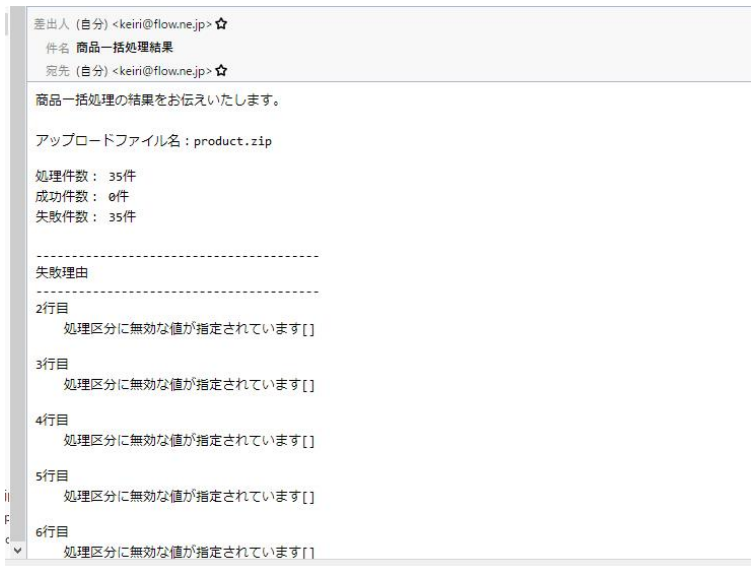 差出人 (自分) <keiri@flow.ne.jp> ☆
件名 商品一括処理結果
宛先 (自分) <keiri@flow.ne.jp> ☆
商品一括処理の結果をお伝えいたします。
アップロードファイル名：product.zip
処理件数： 35件
成功件数： 0件
失敗件数： 35件
---------------------------------------
失敗理由
---------------------------------------
2行目
処理区分に無効な値が指定されています[]
3行目
処理区分に無効な値が指定されています[]
4行目
処理区分に無効な値が指定されています[]
5行目
処理区分に無効な値が指定されています[]
6行目
処理区分に無効な値が指定されています[]